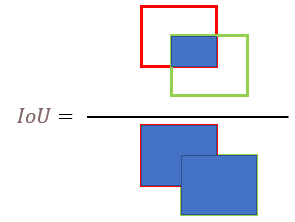 IoU =